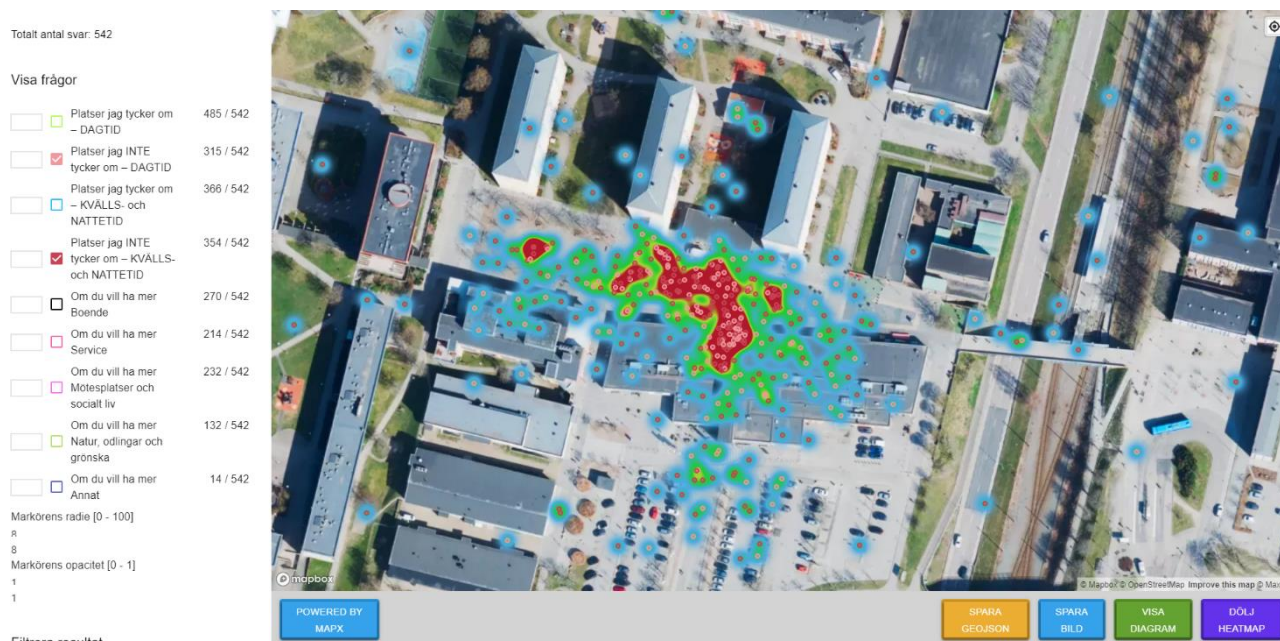 Totalt antal svar: 542
Visa frågor
Platser jag tycker om
– DAGTID
485 / 542
Platser jag INTE
tycker om – DAGTID
315 / 542
Platser jag tycker om
– KVÄLLS- och
NATTETID
366 / 542
Platser jag INTE
tycker om – KVÄLLS-
och NATTETID
354 / 542
Om du vill ha mer
Boende
270 / 542
Om du vill ha mer
Service
214 / 542
Om du vill ha mer
Mötesplatser och
socialt liv
232 / 542
Om du vill ha mer
Natur, odlingar och
grönska
132 / 542
Om du vill ha mer
Annat
14 / 542
Markörens radie [0 - 100]
8
8
Markörens opacitet [0 - 1]
1
1
Filtrera resultat
mapbox
© Mapbox © OpenStreetMap Improve this map © Max
POWERED BY
MAPX
SPARA
GEOJSON
SPARA
BILD
VISA
DIAGRAM
DÖLJ
HEATMAP